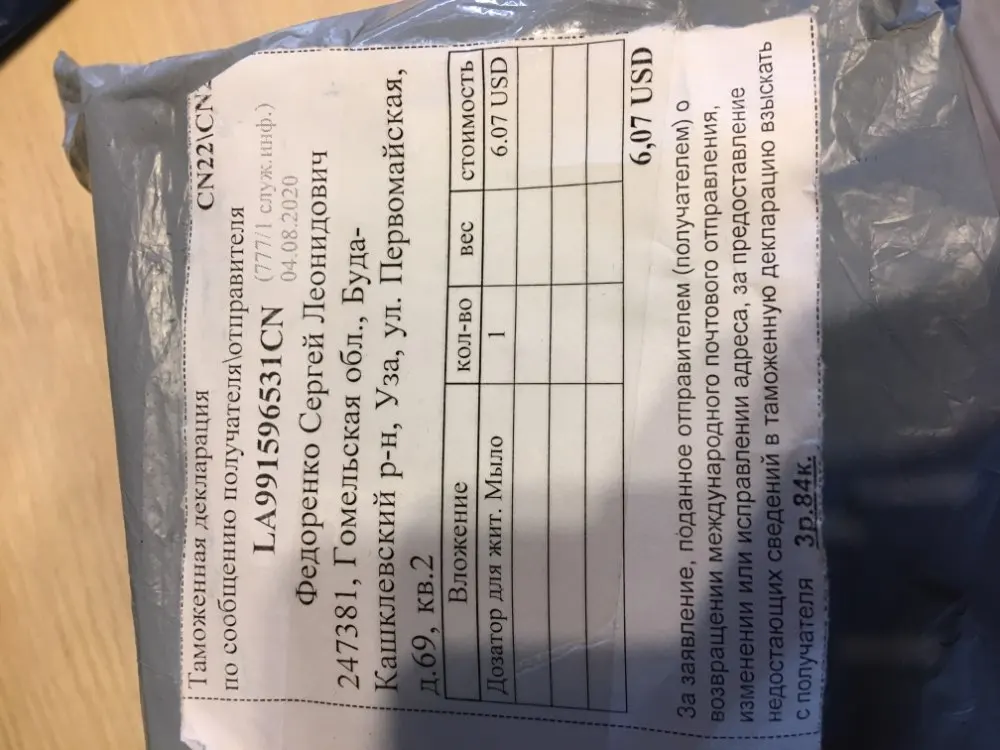 Таможенная декларация CN22\CN2
по сообщению получателя\отправителя
LA991596531CN (777/1 служ.инф.)
04.08.2020
Федоренко Сергей Леонидович
247381, Гомельская обл., Буда-
Кашклевский р-н, Уза, ул. Первомайская,
д.69, кв.2
Вложение кол-во вес стоимость
Дозатор для жит. Мыло 1 6.07 USD
6,07 USD
За заявление, поданное отправителем (получателем) о
возвращении международного почтового отправления,
изменении или исправлении адреса, за предоставление
недостающих сведений в таможенную декларацию взыскать
с получателя 3р.84к.